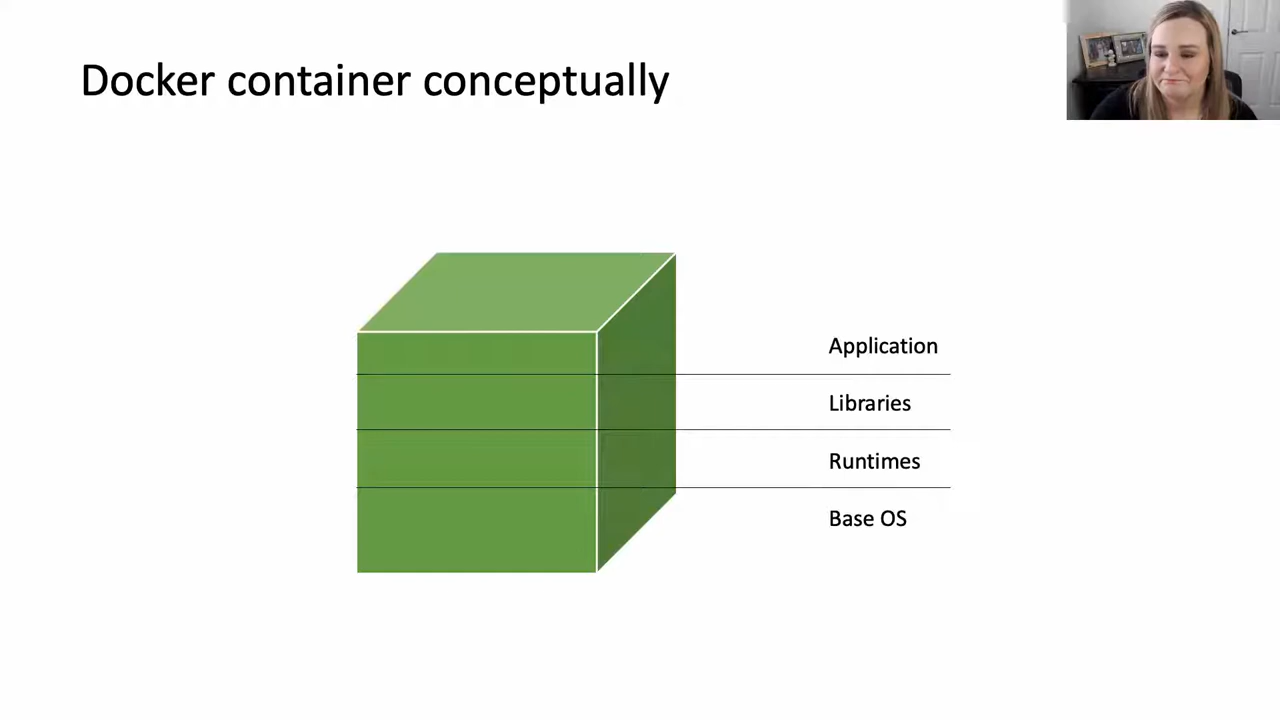 Docker container conceptually
Application
Libraries
Runtimes
Base OS